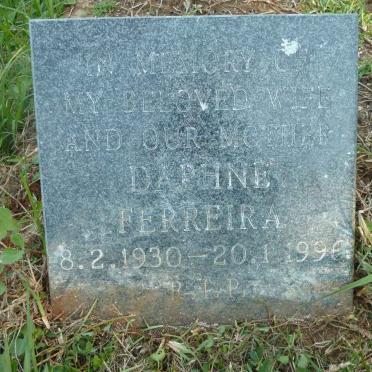 IN MEMORY OF
MY BELOVED WIFE
AND OUR MOTHER
DAPHNE
FERREIRA
8.2.1930 — 20.1.1996
R.I.P.